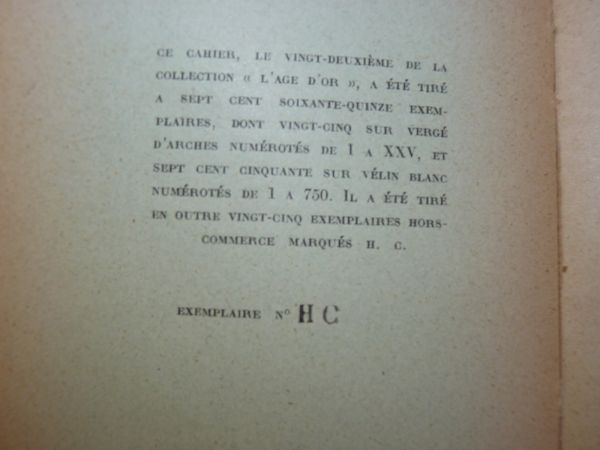 CE CAHIER, LE VINGT-DEUXIÈME DE LA
COLLECTION « L'AGE D'OR », A ÉTÉ TIRÉ
A SEPT CENT SOIXANTE-QUINZE EXEM-
PLAIRES, DONT VINGT-CINQ SUR VERGÉ
D'ARCHES NUMÉROTÉS DE I A XXV, ET
SEPT CENT CINQUANTE SUR VÉLIN BLANC
NUMÉROTÉS DE 1 A 750. IL A ÉTÉ TIRÉ
EN OUTRE VINGT-CINQ EXEMPLAIRES HORS-
COMMERCE MARQUÉS H. C.
EXEMPLAIRE Nº HC